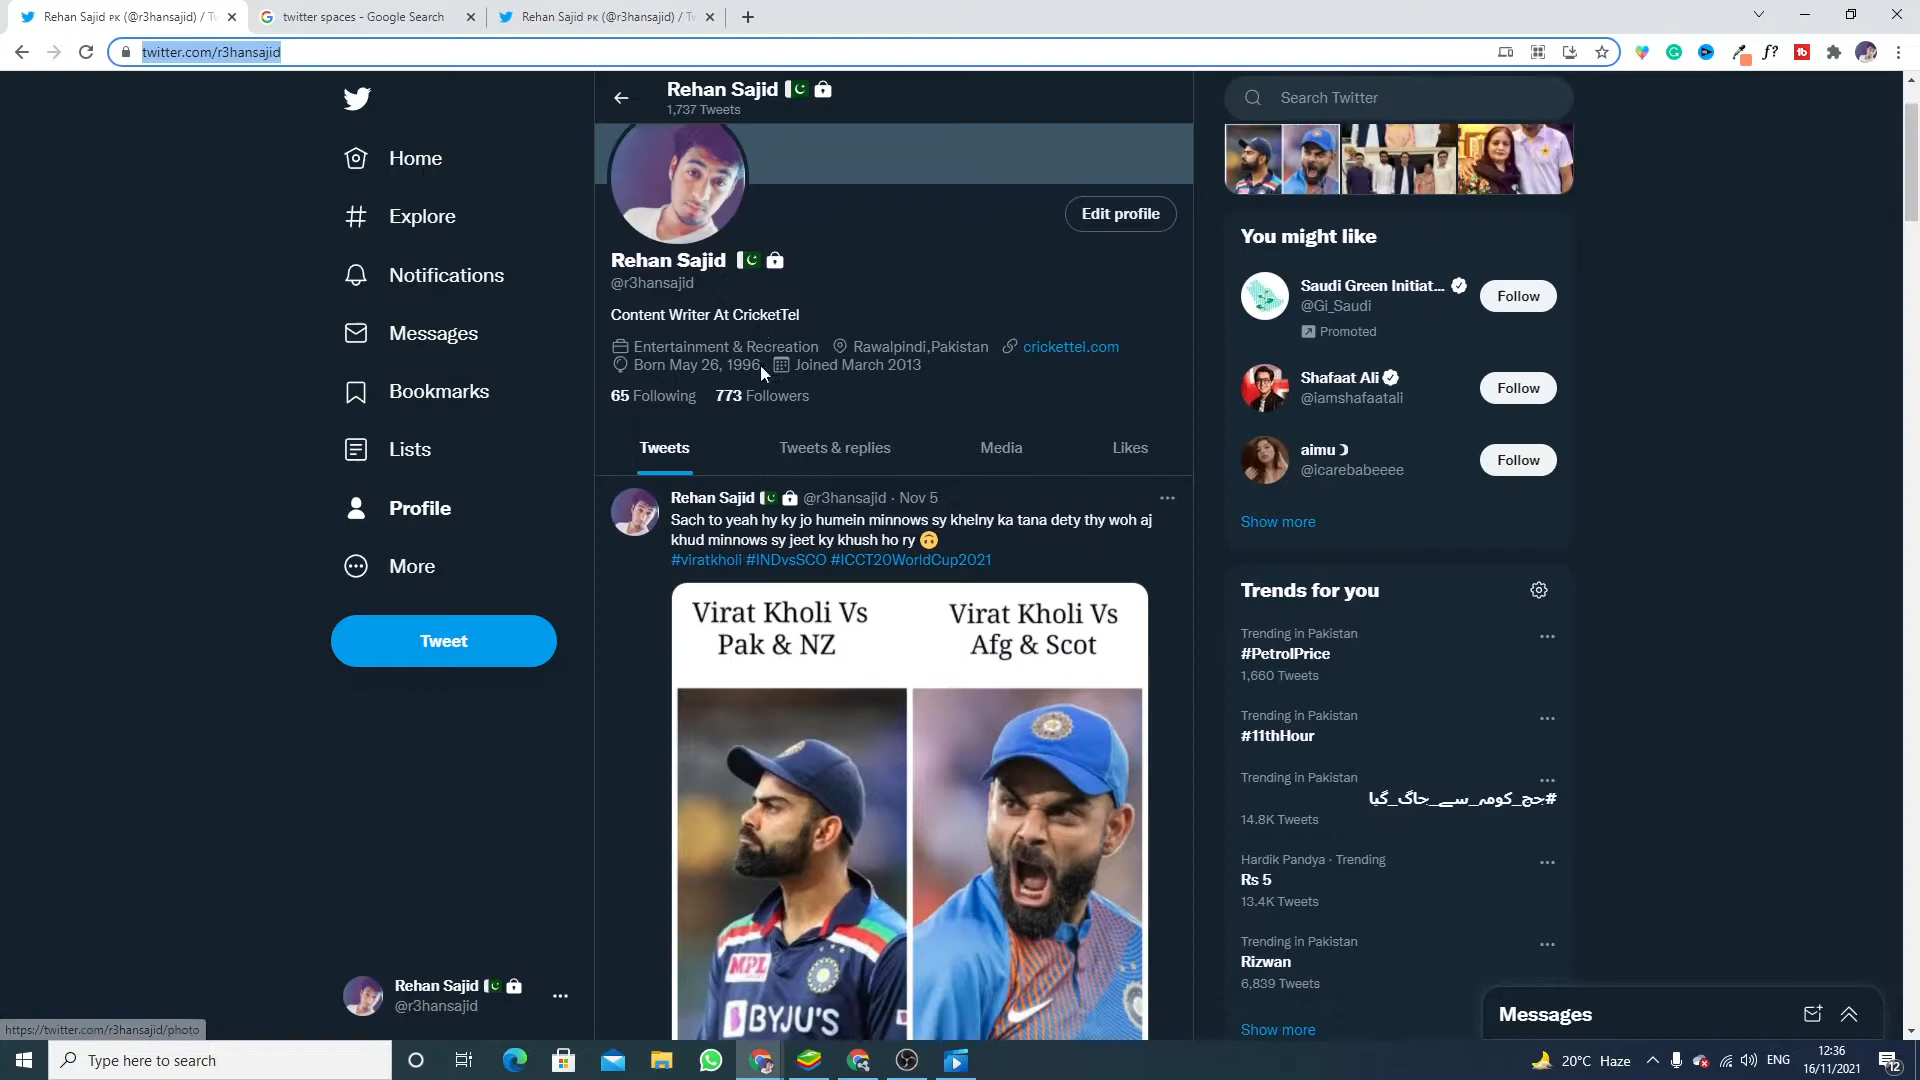 Rehan Sajid PK (@r3hansajid) / Tw
twitter spaces - Google Search
Rehan Sajid PK (@r3hansajid) / Tw
twitter.com/r3hansajid
Home
Explore
Notifications
Messages
Bookmarks
Lists
Profile
More
Tweet
Rehan Sajid
@r3hansajid
https://twitter.com/r3hansajid/photo
Rehan Sajid
1,737 Tweets
Edit profile
Rehan Sajid
@r3hansajid
Content Writer At CricketTel
Entertainment & Recreation Rawalpindi,Pakistan crickettel.com
Born May 26, 1996 Joined March 2013
65 Following 773 Followers
Tweets Tweets & replies Media Likes
Rehan Sajid @r3hansajid · Nov 5
Sach to yeah hy ky jo humein minnows sy khelny ka tana dety thy woh aj
khud minnows sy jeet ky khush ho ry 🙃
#viratkholi #INDvsSCO #ICCT20WorldCup2021
Virat Kholi Vs
Pak & NZ
Virat Kholi Vs
Afg & Scot
MPL
BYJU'S
Search Twitter
You might like
Saudi Green Initiat...
@Gi_Saudi
Promoted
Follow
Shafaat Ali
@iamshafaatali
Follow
aimu ☽
@icarebabeeee
Follow
Show more
Trends for you
Trending in Pakistan
#PetrolPrice
1,660 Tweets
Trending in Pakistan
#11thHour
Trending in Pakistan
#جج_کومہ_سے_جاگ_گیا
14.8K Tweets
Hardik Pandya · Trending
Rs 5
13.4K Tweets
Trending in Pakistan
Rizwan
6,839 Tweets
Show more
Messages
Type here to search
20°C Haze
ENG
12:36
16/11/2021
12